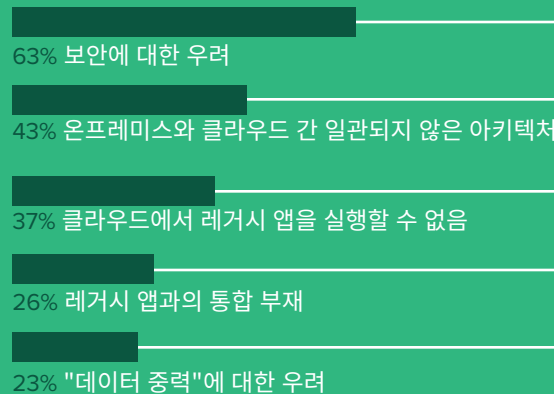 63% 보안에 대한 우려
43% 온프레미스와 클라우드 간 일관되지 않은 아키텍처
37% 클라우드에서 레거시 앱을 실행할 수 없음
26% 레거시 앱과의 통합 부재
23% "데이터 중력"에 대한 우려